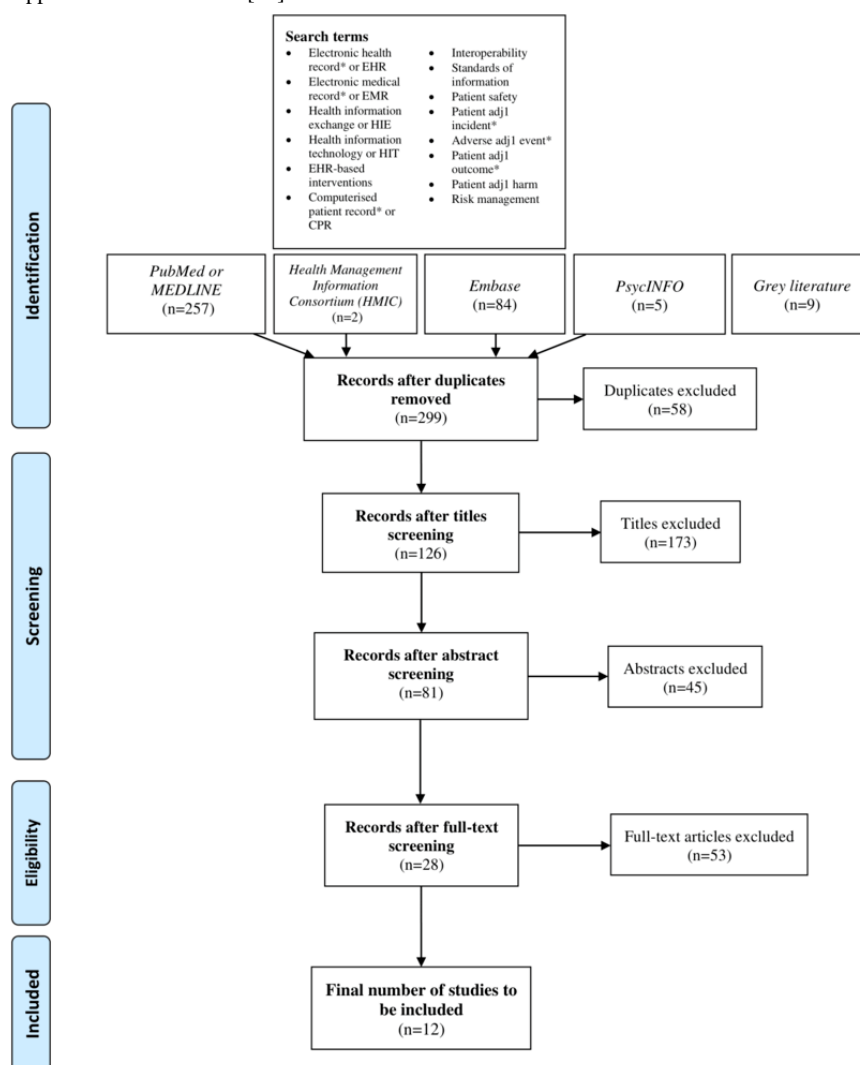 [
]
Search terms
Electronic health
record* or EHR
Electronic medical
record* or EMR
Health information
exchange or HIE
Health information
technology or HIT
EHR-based
interventions
Computerised
patient record* or
CPR
Interoperability
Standards of
information
Patient safety
Patient adj1
incident*
Adverse adj1 event*
Patient adj1
outcome*
Patient adj1 harm
Risk management
Identification
PubMed or
MEDLINE
(n=257)
Health Management
Information
Consortium (HMIC)
(n=2)
Embase
(n=84)
PsycINFO
(n=5)
Grey literature
(n=9)
Records after duplicates
removed
(n=299)
Duplicates excluded
(n=58)
Screening
Records after titles
screening
(n=126)
Titles excluded
(n=173)
Records after abstract
screening
(n=81)
Abstracts excluded
(n=45)
Eligibility
Records after full-text
screening
(n=28)
Full-text articles excluded
(n=53)
Included
Final number of studies to
be included
(n=12)